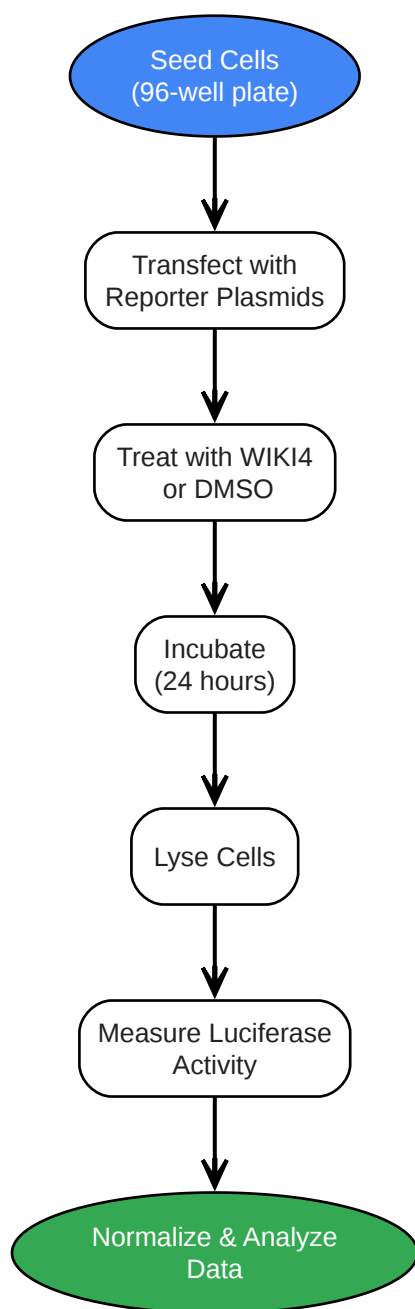 Seed Cells
(96-well plate)
Transfect with
Reporter Plasmids
Treat with WIKI4
or DMSO
Incubate
(24 hours)
Lyse Cells
Measure Luciferase
Activity
Normalize & Analyze
Data